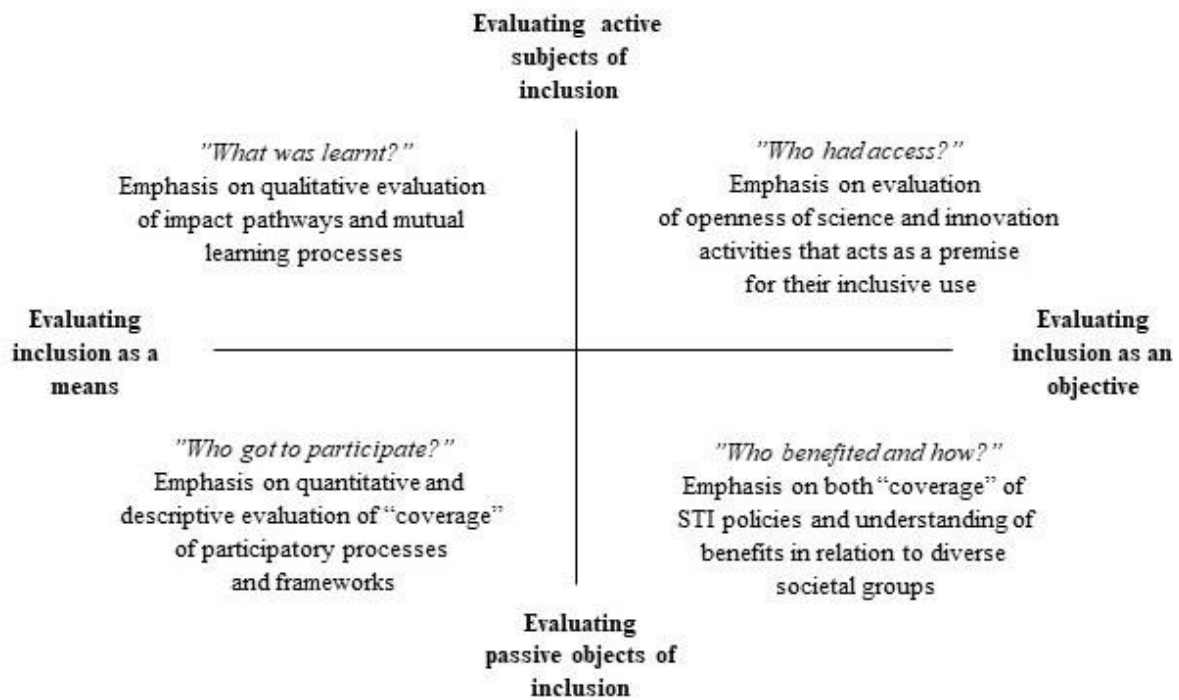 Evaluating active
subjects of
inclusion
"What was learnt?"
Emphasis on qualitative evaluation
of impact pathways and mutual
learning processes
"Who had access?"
Emphasis on evaluation
of openness of science and innovation
activities that acts as a premise
for their inclusive use
Evaluating
inclusion as a
means
Evaluating
inclusion as an
objective
"Who got to participate?"
Emphasis on quantitative and
descriptive evaluation of “coverage”
of participatory processes
and frameworks
"Who benefited and how?"
Emphasis on both “coverage” of
STI policies and understanding of
benefits in relation to diverse
societal groups
Evaluating
passive objects of
inclusion